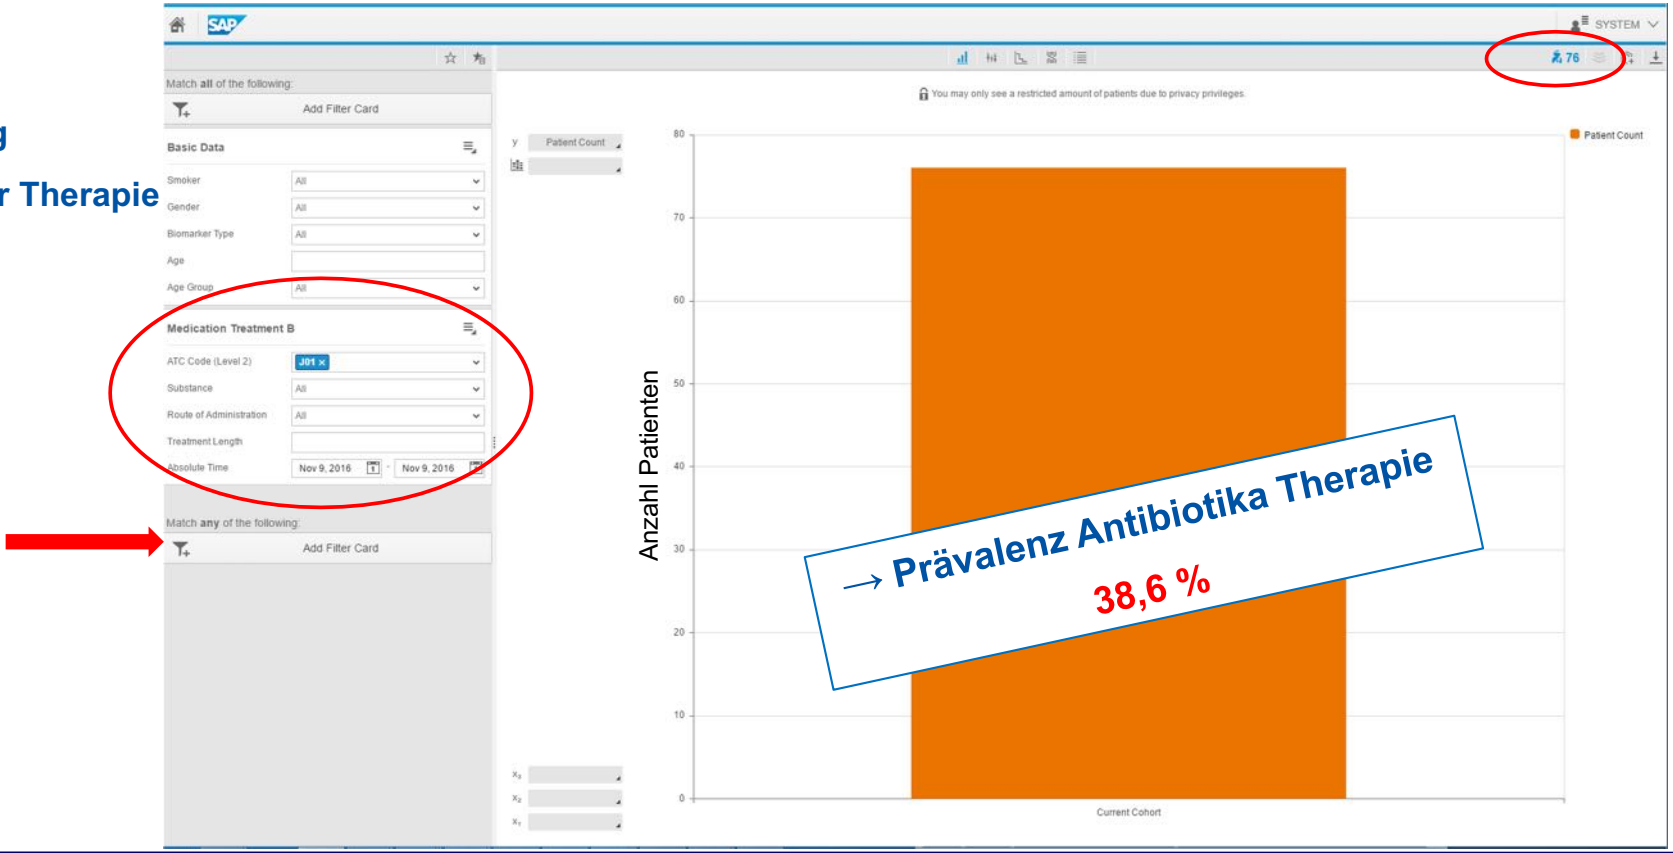 SAP
SYSTEM
76
Match all of the following:
Add Filter Card
You may only see a restricted amount of patients due to privacy privileges.
g
r Therapie
Basic Data
Smoker All
Gender All
Biomarker Type All
Age
Age Group All
Medication Treatment B
ATC Code (Level 2) J01 ×
Substance All
Route of Administration All
Treatment Length
Absolute Time Nov 9, 2016 - Nov 9, 2016
Match any of the following:
Add Filter Card
y Patient Count
x₃
x₂
x₁
Anzahl Patienten
80
70
60
50
40
30
20
10
0
Patient Count
→ Prävalenz Antibiotika Therapie
38,6 %
Current Cohort